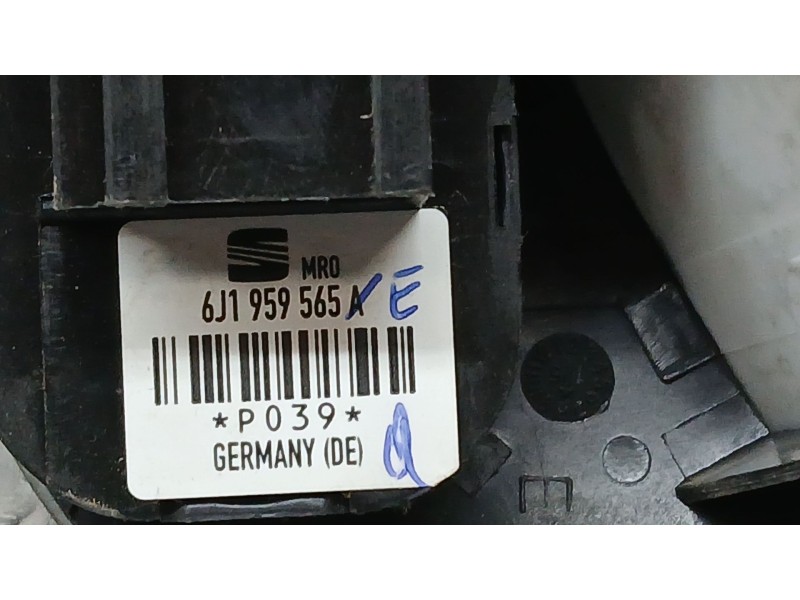 MRO
6J1 959 565 A E
*P039*
GERMANY (DE)
E